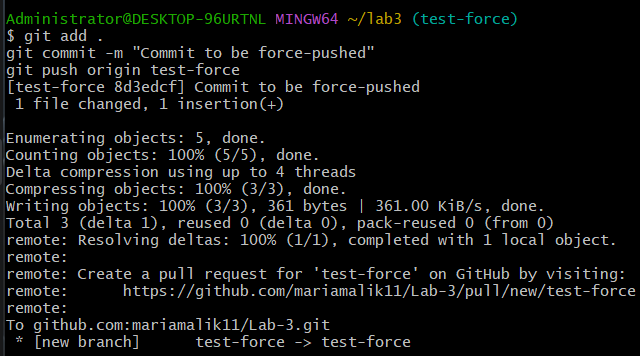 Administrator@DESKTOP-96URTNL MINGW64 ~/lab3 (test-force)
$ git add .
git commit -m "Commit to be force-pushed"
git push origin test-force
[test-force 8d3edcf] Commit to be force-pushed
 1 file changed, 1 insertion(+)

Enumerating objects: 5, done.
Counting objects: 100% (5/5), done.
Delta compression using up to 4 threads
Compressing objects: 100% (3/3), done.
Writing objects: 100% (3/3), 361 bytes | 361.00 KiB/s, done.
Total 3 (delta 1), reused 0 (delta 0), pack-reused 0 (from 0)
remote: Resolving deltas: 100% (1/1), completed with 1 local object.
remote:
remote: Create a pull request for 'test-force' on GitHub by visiting:
remote:      https://github.com/mariamalik11/Lab-3/pull/new/test-force
remote:
To github.com:mariamalik11/Lab-3.git
 * [new branch]      test-force -> test-force